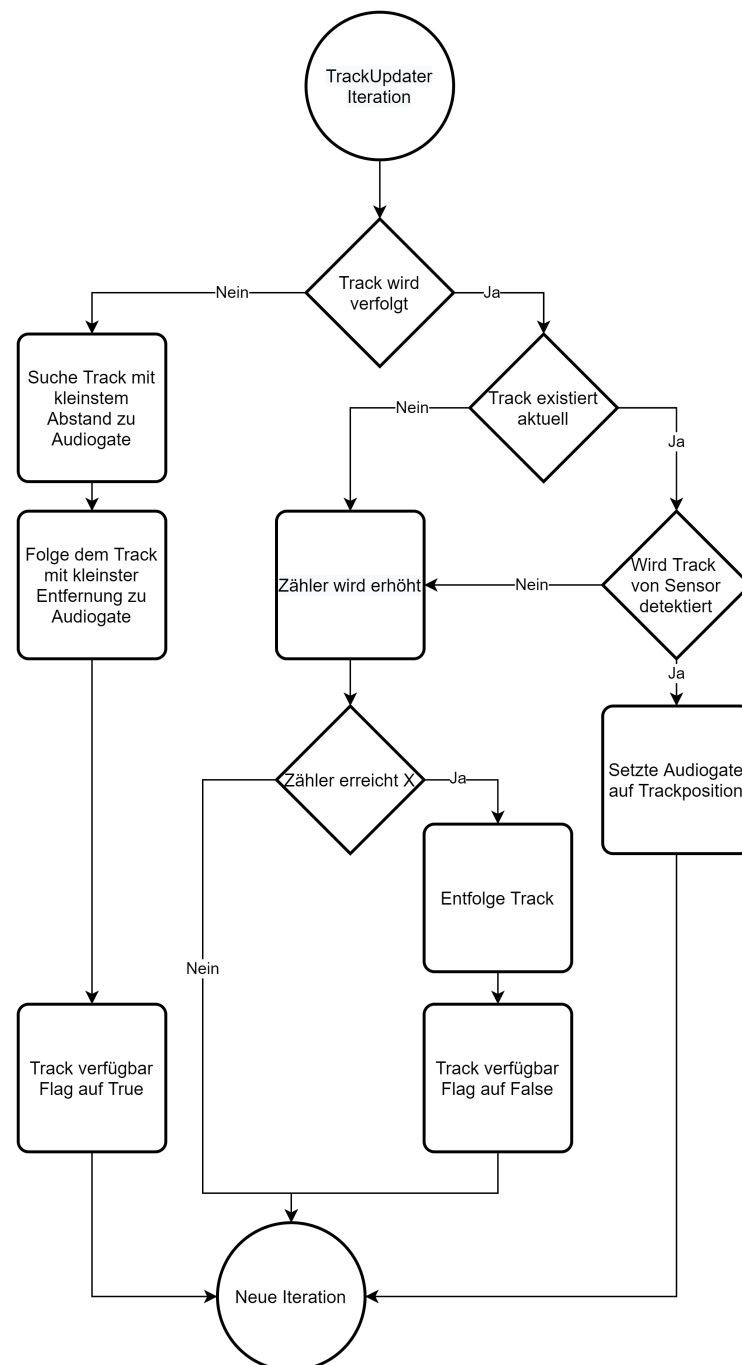 TrackUpdater
Iteration
Track wird
verfolgt
Nein
Ja
Suche Track mit
kleinstem
Abstand zu
Audiogate
Track existiert
aktuell
Nein
Ja
Folge dem Track
mit kleinster
Entfernung zu
Audiogate
Zähler wird erhöht
Nein
Wird Track
von Sensor
detektiert
Ja
Zähler erreicht X
Ja
Setzte Audiogate
auf Trackposition
Entfolge Track
Nein
Track verfügbar
Flag auf True
Track verfügbar
Flag auf False
Neue Iteration